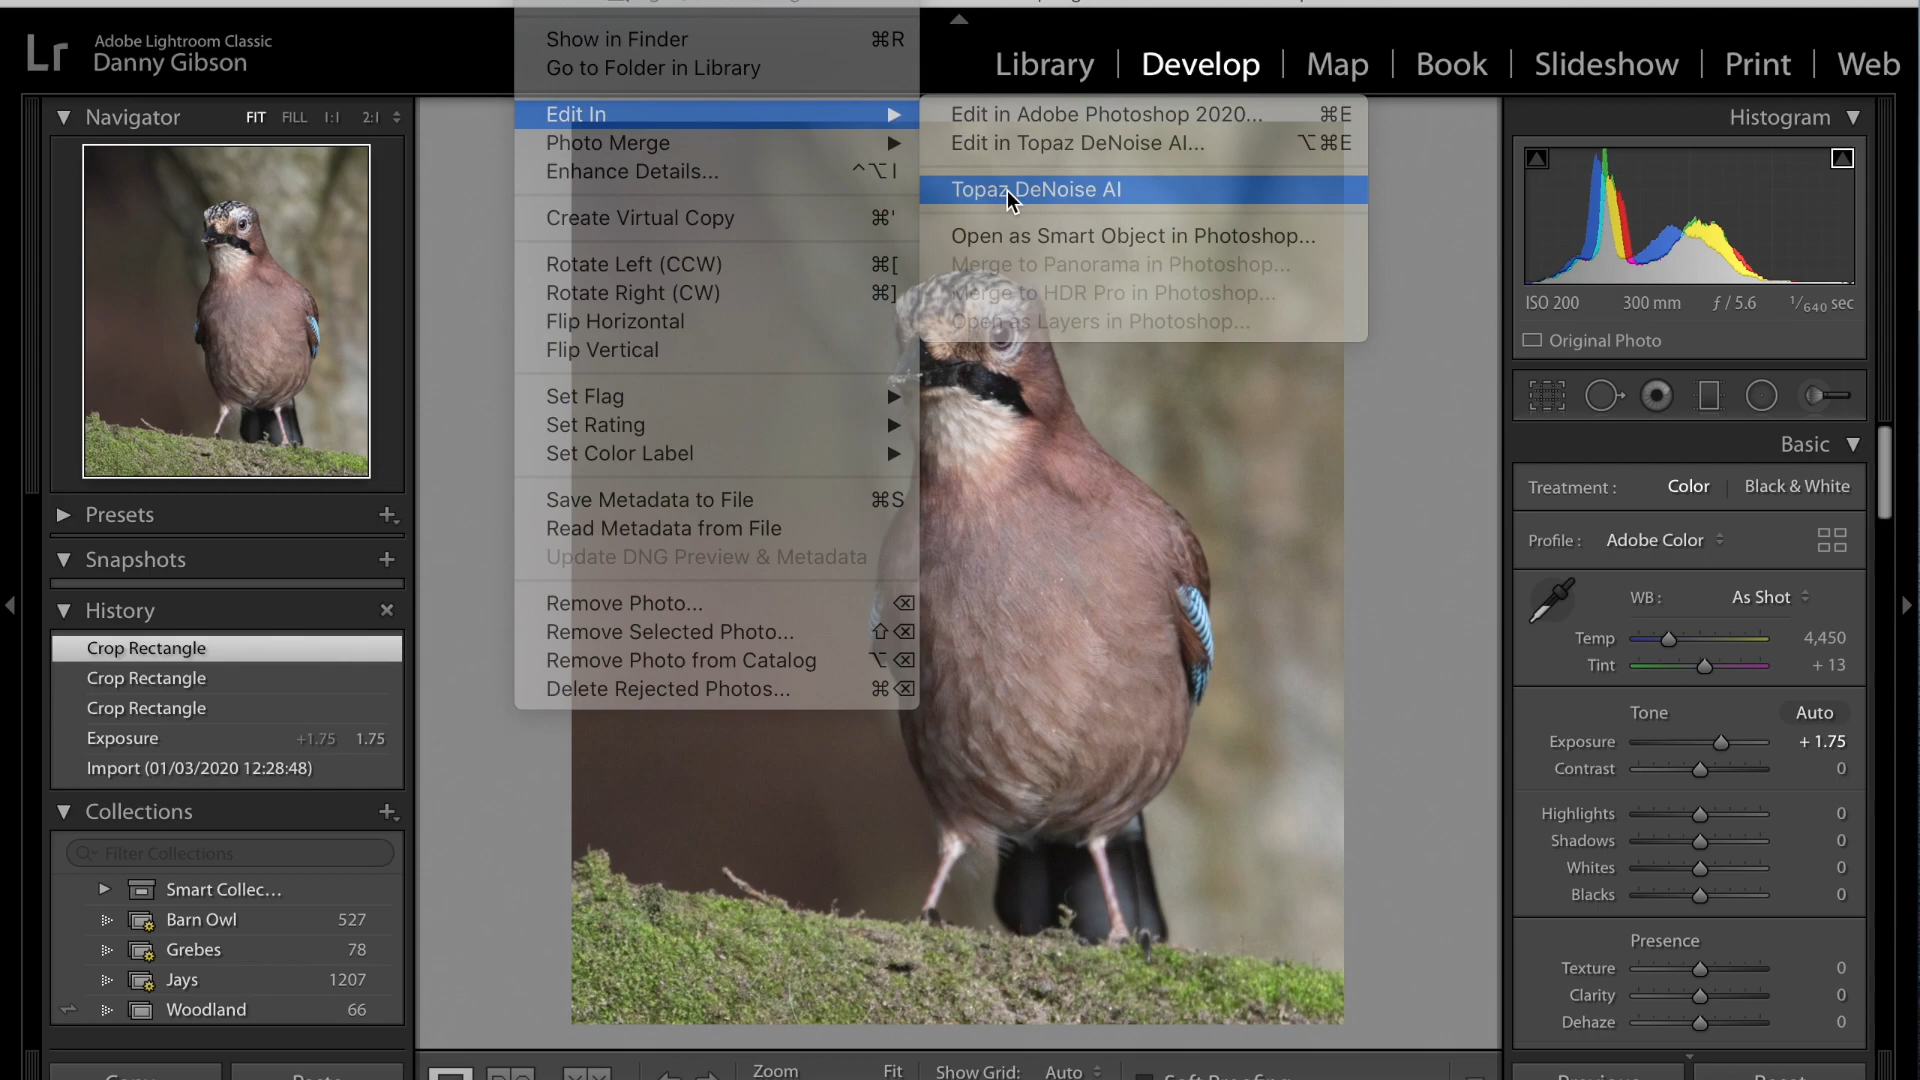 Lr
Adobe Lightroom Classic
Danny Gibson
Library | Develop | Map | Book | Slideshow | Print | Web
Navigator FIT FILL 1:1 2:1
Presets
Snapshots
History
Crop Rectangle
Crop Rectangle
Crop Rectangle
Exposure +1.75 1.75
Import (01/03/2020 12:28:48)
Collections
Filter Collections
Smart Collec...
Barn Owl 527
Grebes 78
Jays 1207
Woodland 66
Show in Finder ⌘R
Go to Folder in Library
Edit In
Photo Merge
Enhance Details... ^⌥I
Create Virtual Copy ⌘'
Rotate Left (CCW) ⌘[
Rotate Right (CW) ⌘]
Flip Horizontal
Flip Vertical
Set Flag
Set Rating
Set Color Label
Save Metadata to File ⌘S
Read Metadata from File
Update DNG Preview & Metadata
Remove Photo... ⌫
Remove Selected Photo... ⇧⌫
Remove Photo from Catalog ⌥⌫
Delete Rejected Photos... ⌘⌫
Edit in Adobe Photoshop 2020... ⌘E
Edit in Topaz DeNoise AI... ⌥⌘E
Topaz DeNoise AI
Open as Smart Object in Photoshop...
Merge to Panorama in Photoshop...
Merge to HDR Pro in Photoshop...
Open as Layers in Photoshop...
Zoom Fit Show Grid: Auto
Histogram
ISO 200 300 mm ƒ / 5.6 1/640 sec
Original Photo
Basic
Treatment : Color | Black & White
Profile : Adobe Color
WB : As Shot
Temp 4,450
Tint + 13
Tone Auto
Exposure + 1.75
Contrast 0
Highlights 0
Shadows 0
Whites 0
Blacks 0
Presence
Texture 0
Clarity 0
Dehaze 0